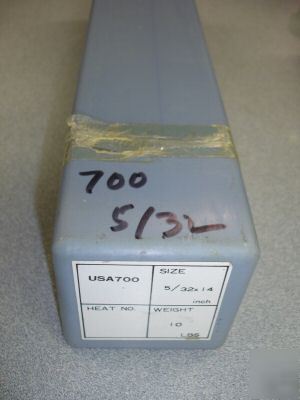 700
5/32
USA700
SIZE
5/32x14
inch
HEAT NO.
WEIGHT
10
LBS